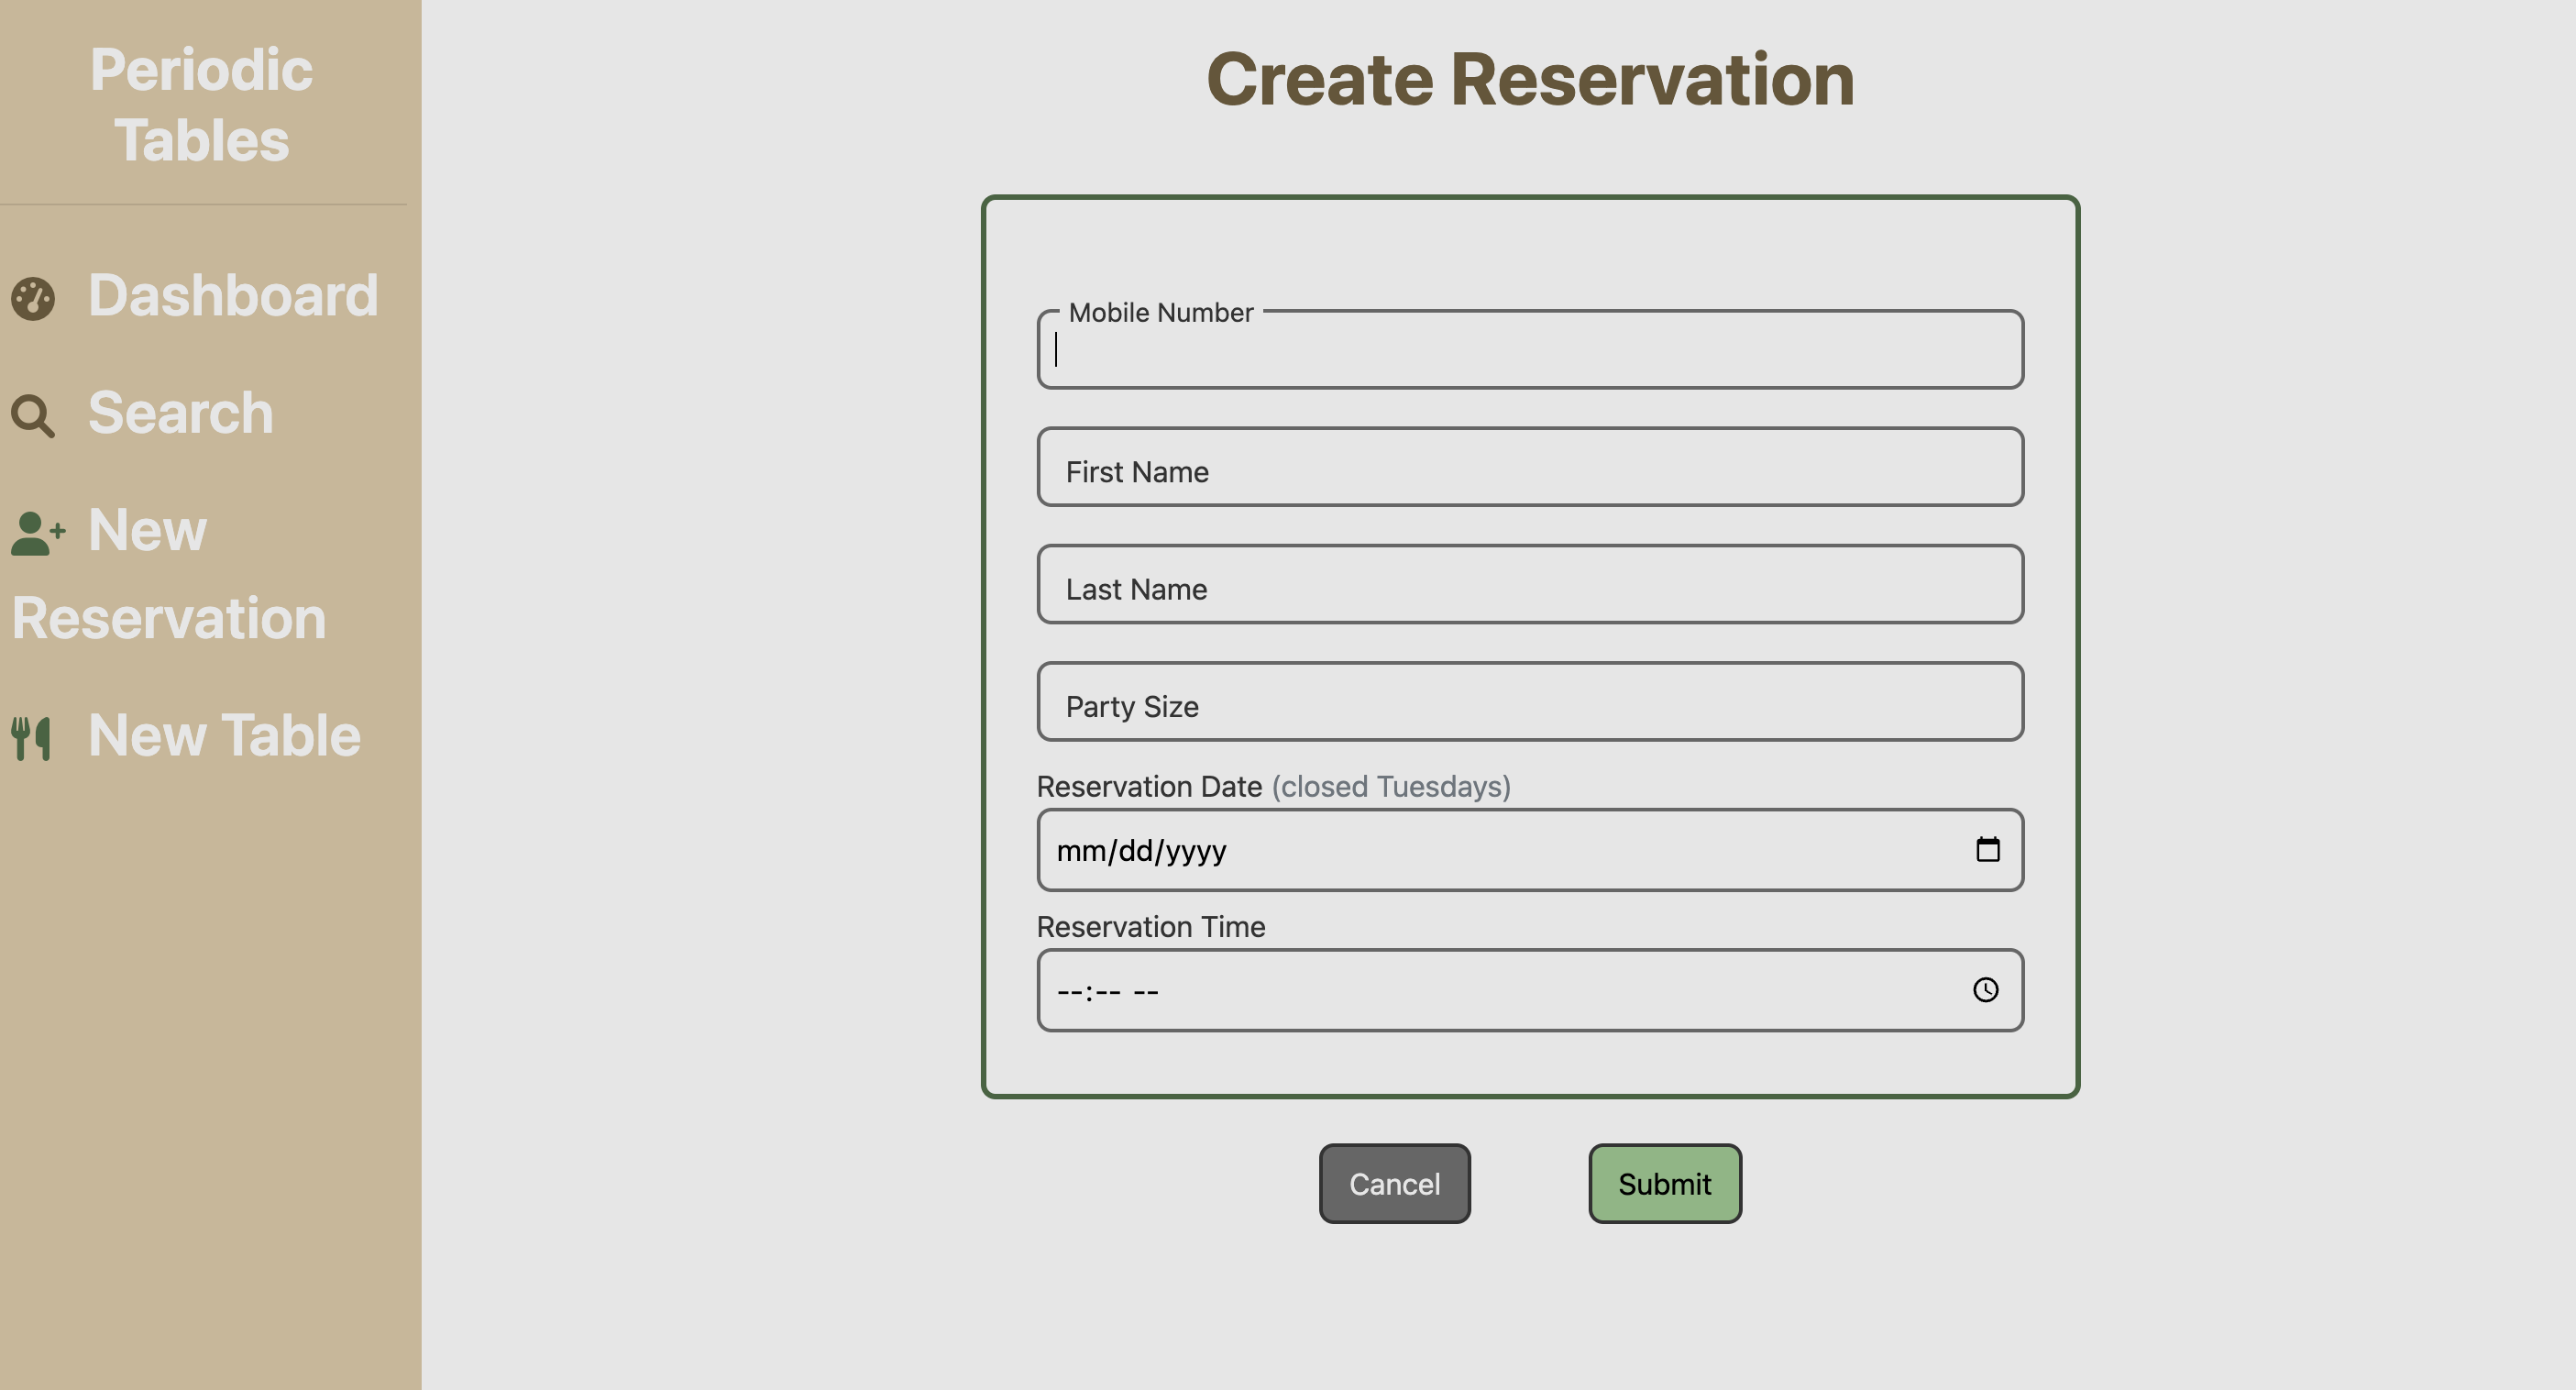 Periodic
Tables
Dashboard
Search
New
Reservation
New Table
Create Reservation
Mobile Number
First Name
Last Name
Party Size
Reservation Date (closed Tuesdays)
mm/dd/yyyy
Reservation Time
--:-- --
Cancel
Submit